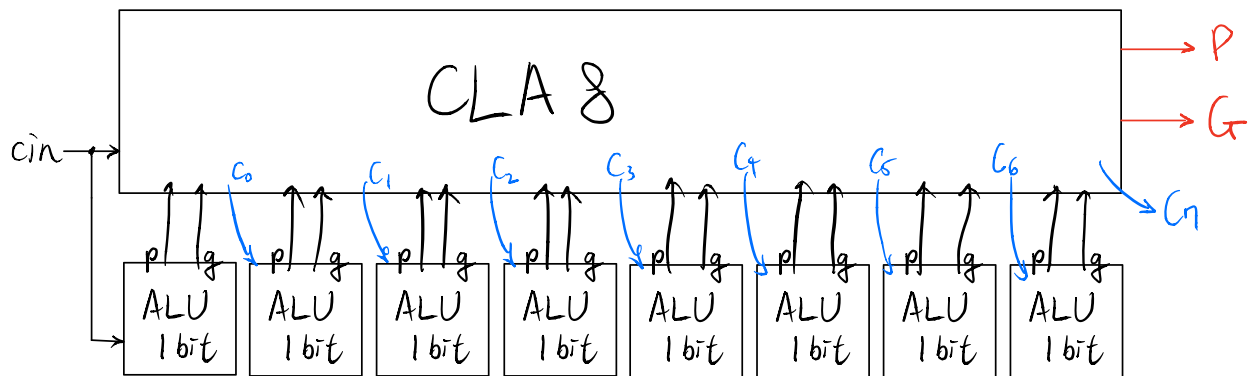 CLA 8
P
G
cin
C₀ C₁ C₂ C₃ C₄ C₅ C₆
C₇
p g p g p g p g p g p g p g p g
ALU ALU ALU ALU ALU ALU ALU ALU
1 bit 1 bit 1 bit 1 bit 1 bit 1 bit 1 bit 1 bit